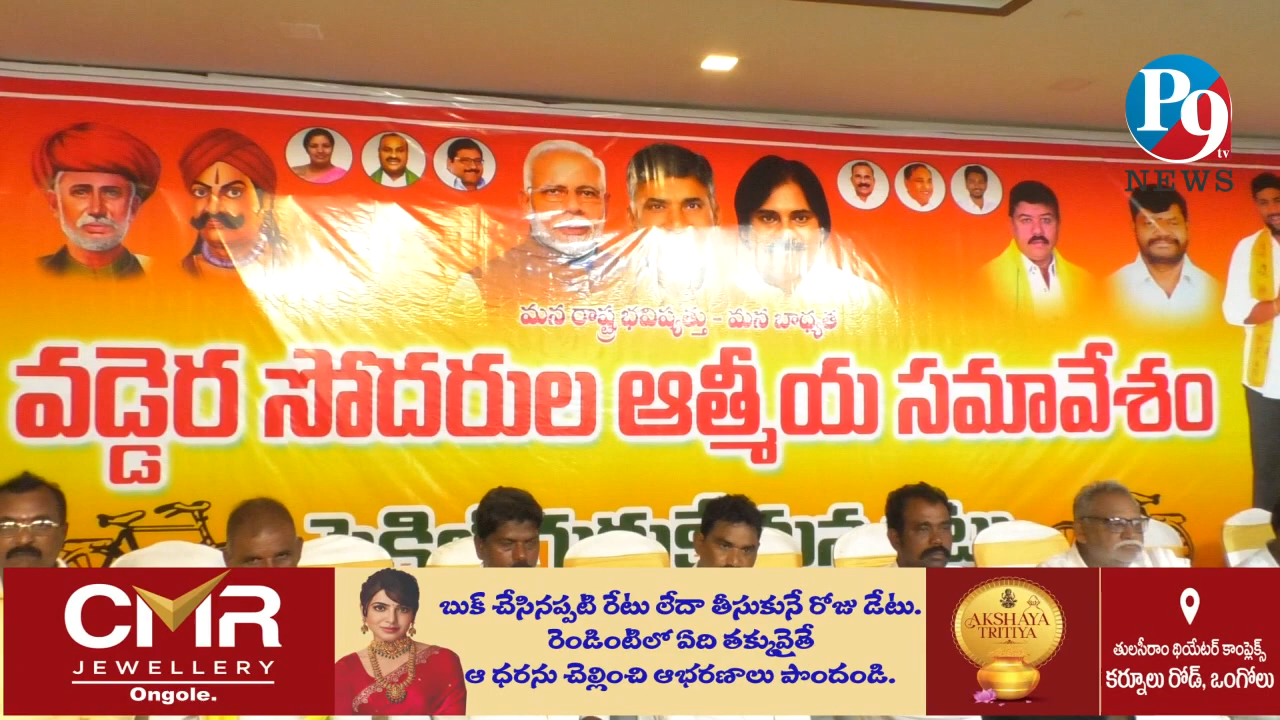 P9
tv
NEWS
మన రాష్ట్ర భవిష్యత్తు - మన బాధ్యత
వడ్డెర సోదరుల ఆత్మీయ సమావేశం
CMR
JEWELLERY
Ongole.
బుక్ చేసినప్పటి రేటు లేదా తీసుకునే రోజు డేటు.
రెండింటిలో ఏది తక్కువైతే
ఆ ధరను చెల్లించి ఆభరణాలు పొందండి.
AKSHAYA
TRITIYA
తులసీరాం థియేటర్ కాంప్లెక్స్
కర్నూలు రోడ్, ఒంగోలు